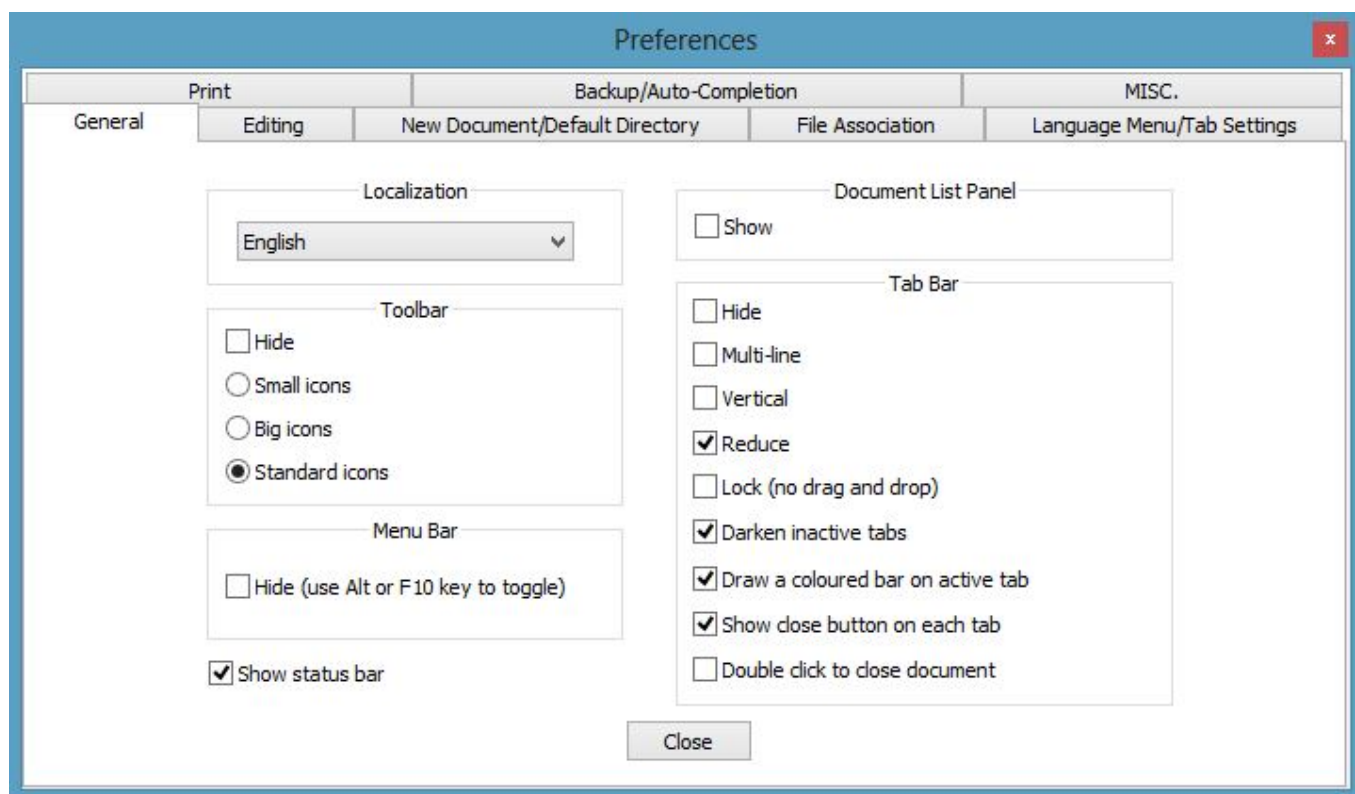 Preferences
x
Print
Backup/Auto-Completion
MISC.
General
Editing
New Document/Default Directory
File Association
Language Menu/Tab Settings
Localization
English
Toolbar
Hide
Small icons
Big icons
Standard icons
Menu Bar
Hide (use Alt or F10 key to toggle)
Show status bar
Document List Panel
Show
Tab Bar
Hide
Multi-line
Vertical
Reduce
Lock (no drag and drop)
Darken inactive tabs
Draw a coloured bar on active tab
Show close button on each tab
Double click to close document
Close